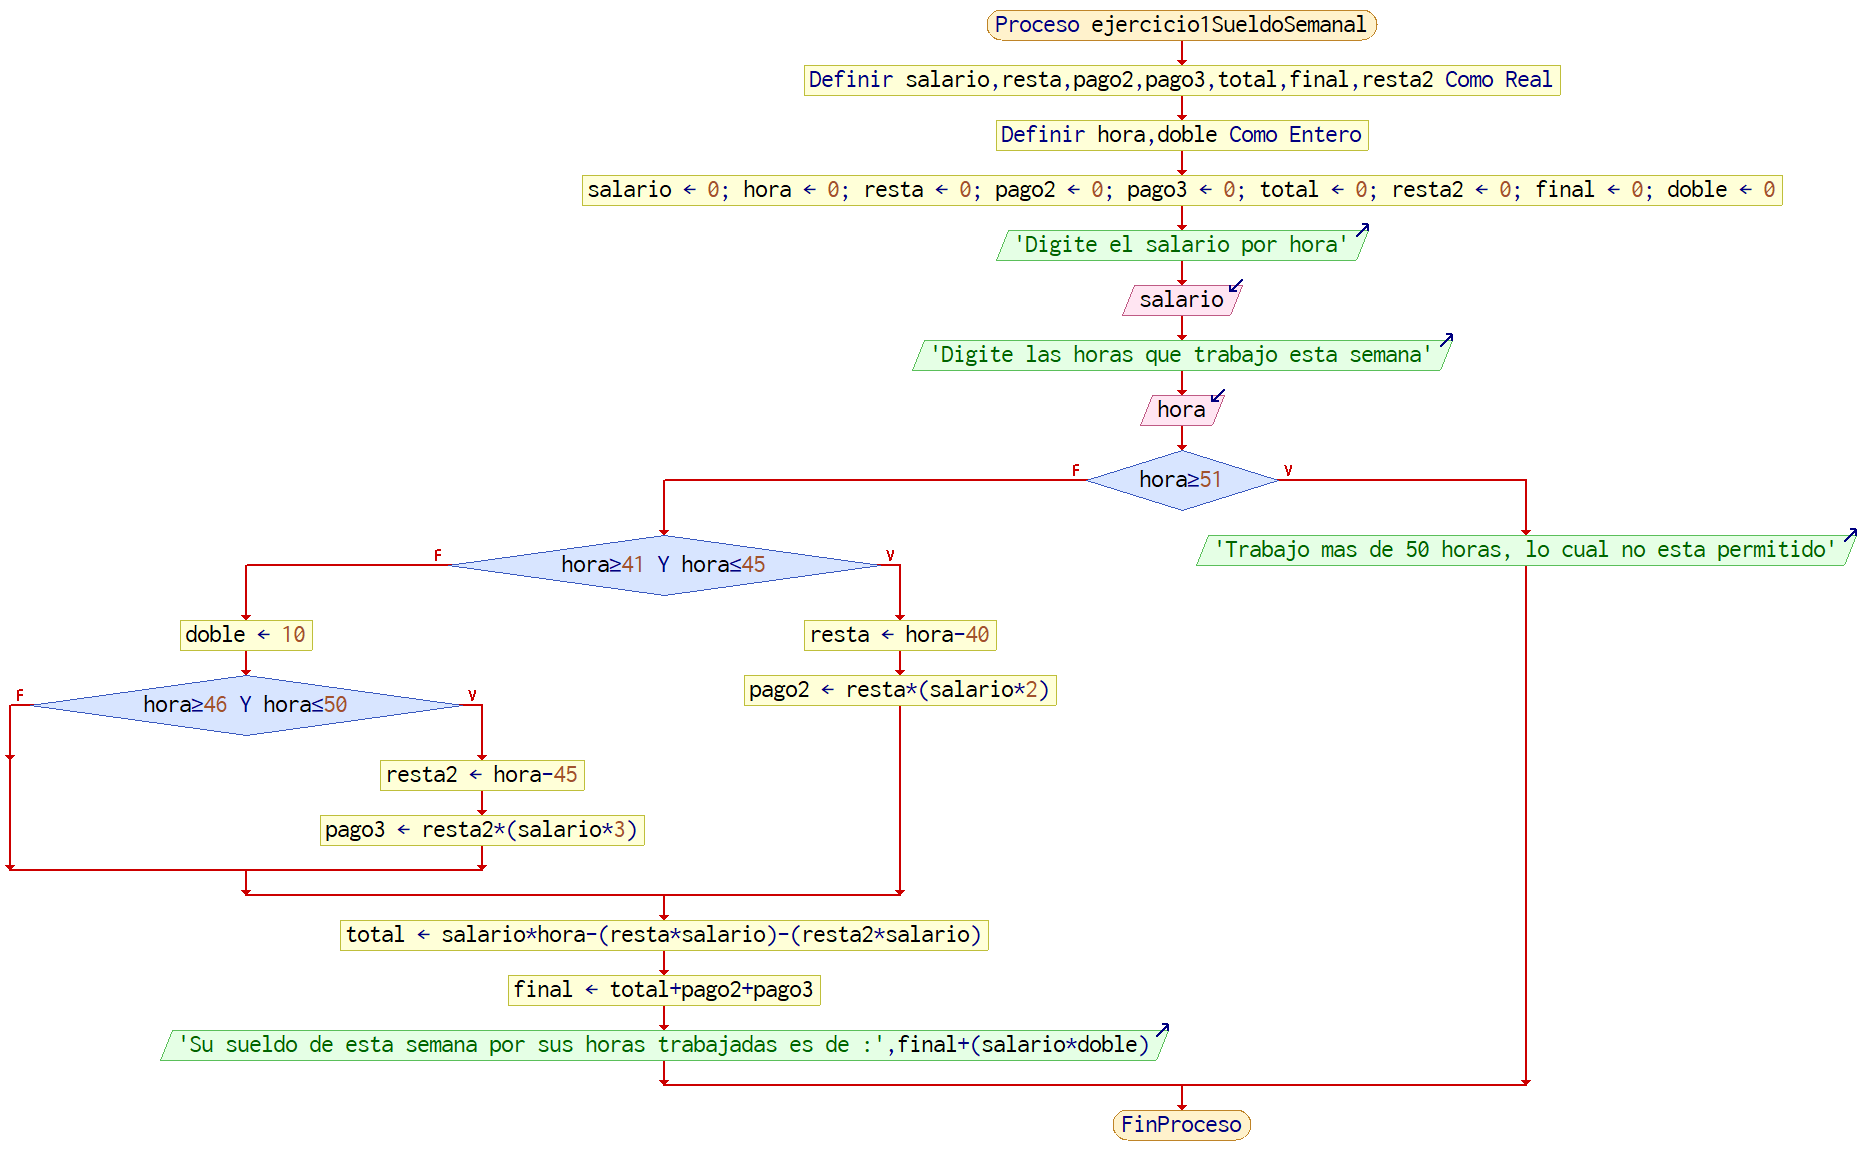 Proceso ejercicio1SueldoSemanal
Definir salario,resta,pago2,pago3,total,final,resta2 Como Real
Definir hora,doble Como Entero
salario ← 0; hora ← 0; resta ← 0; pago2 ← 0; pago3 ← 0; total ← 0; resta2 ← 0; final ← 0; doble ← 0
'Digite el salario por hora'
salario
'Digite las horas que trabajo esta semana'
hora
F
V
hora≥51
'Trabajo mas de 50 horas, lo cual no esta permitido'
F
V
hora≥41 Y hora≤45
doble ← 10
resta ← hora-40
F
V
hora≥46 Y hora≤50
pago2 ← resta*(salario*2)
resta2 ← hora-45
pago3 ← resta2*(salario*3)
total ← salario*hora-(resta*salario)-(resta2*salario)
final ← total+pago2+pago3
'Su sueldo de esta semana por sus horas trabajadas es de :',final+(salario*doble)
FinProceso